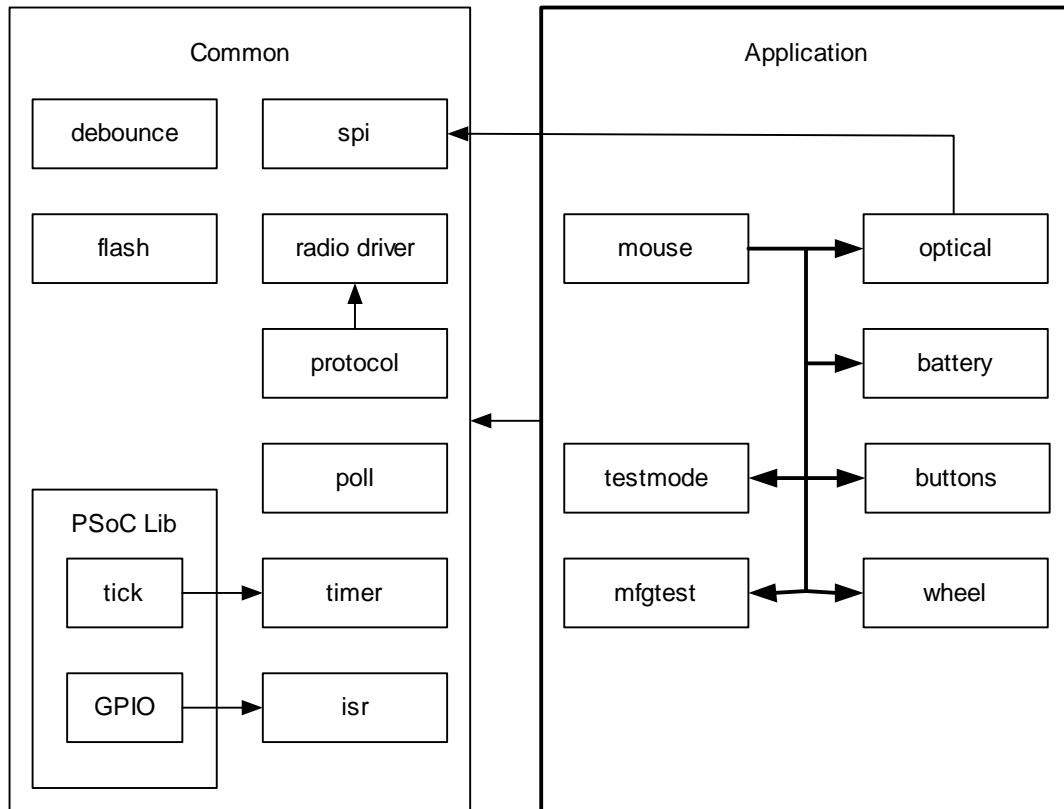 Common
debounce
spi
flash
radio driver
protocol
poll
PSoC Lib
tick
timer
GPIO
isr
Application
mouse
optical
battery
testmode
buttons
mfgtest
wheel